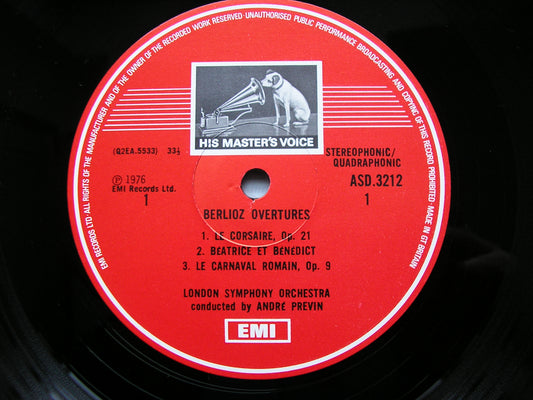 EMI RECORDS LTD. ALL RIGHTS OF THE MANUFACTURER AND OF THE OWNER OF THE RECORDED WORK RESERVED·UNAUTHORISED PUBLIC PERFORMANCE BROADCASTING AND COPYING OF THIS RECORD PROHIBITED MADE IN GT BRITAIN
HIS MASTER'S VOICE
(Q2EA.5533) 33⅓
STEREOPHONIC/
QUADRAPHONIC
Ⓟ 1976
EMI Records Ltd.
1
ASD.3212
1
BERLIOZ OVERTURES
1. LE CORSAIRE, Op. 21
2. BÉATRICE ET BÉNÉDICT
3. LE CARNAVAL ROMAIN, Op. 9
LONDON SYMPHONY ORCHESTRA
conducted by ANDRÉ PREVIN
EMI